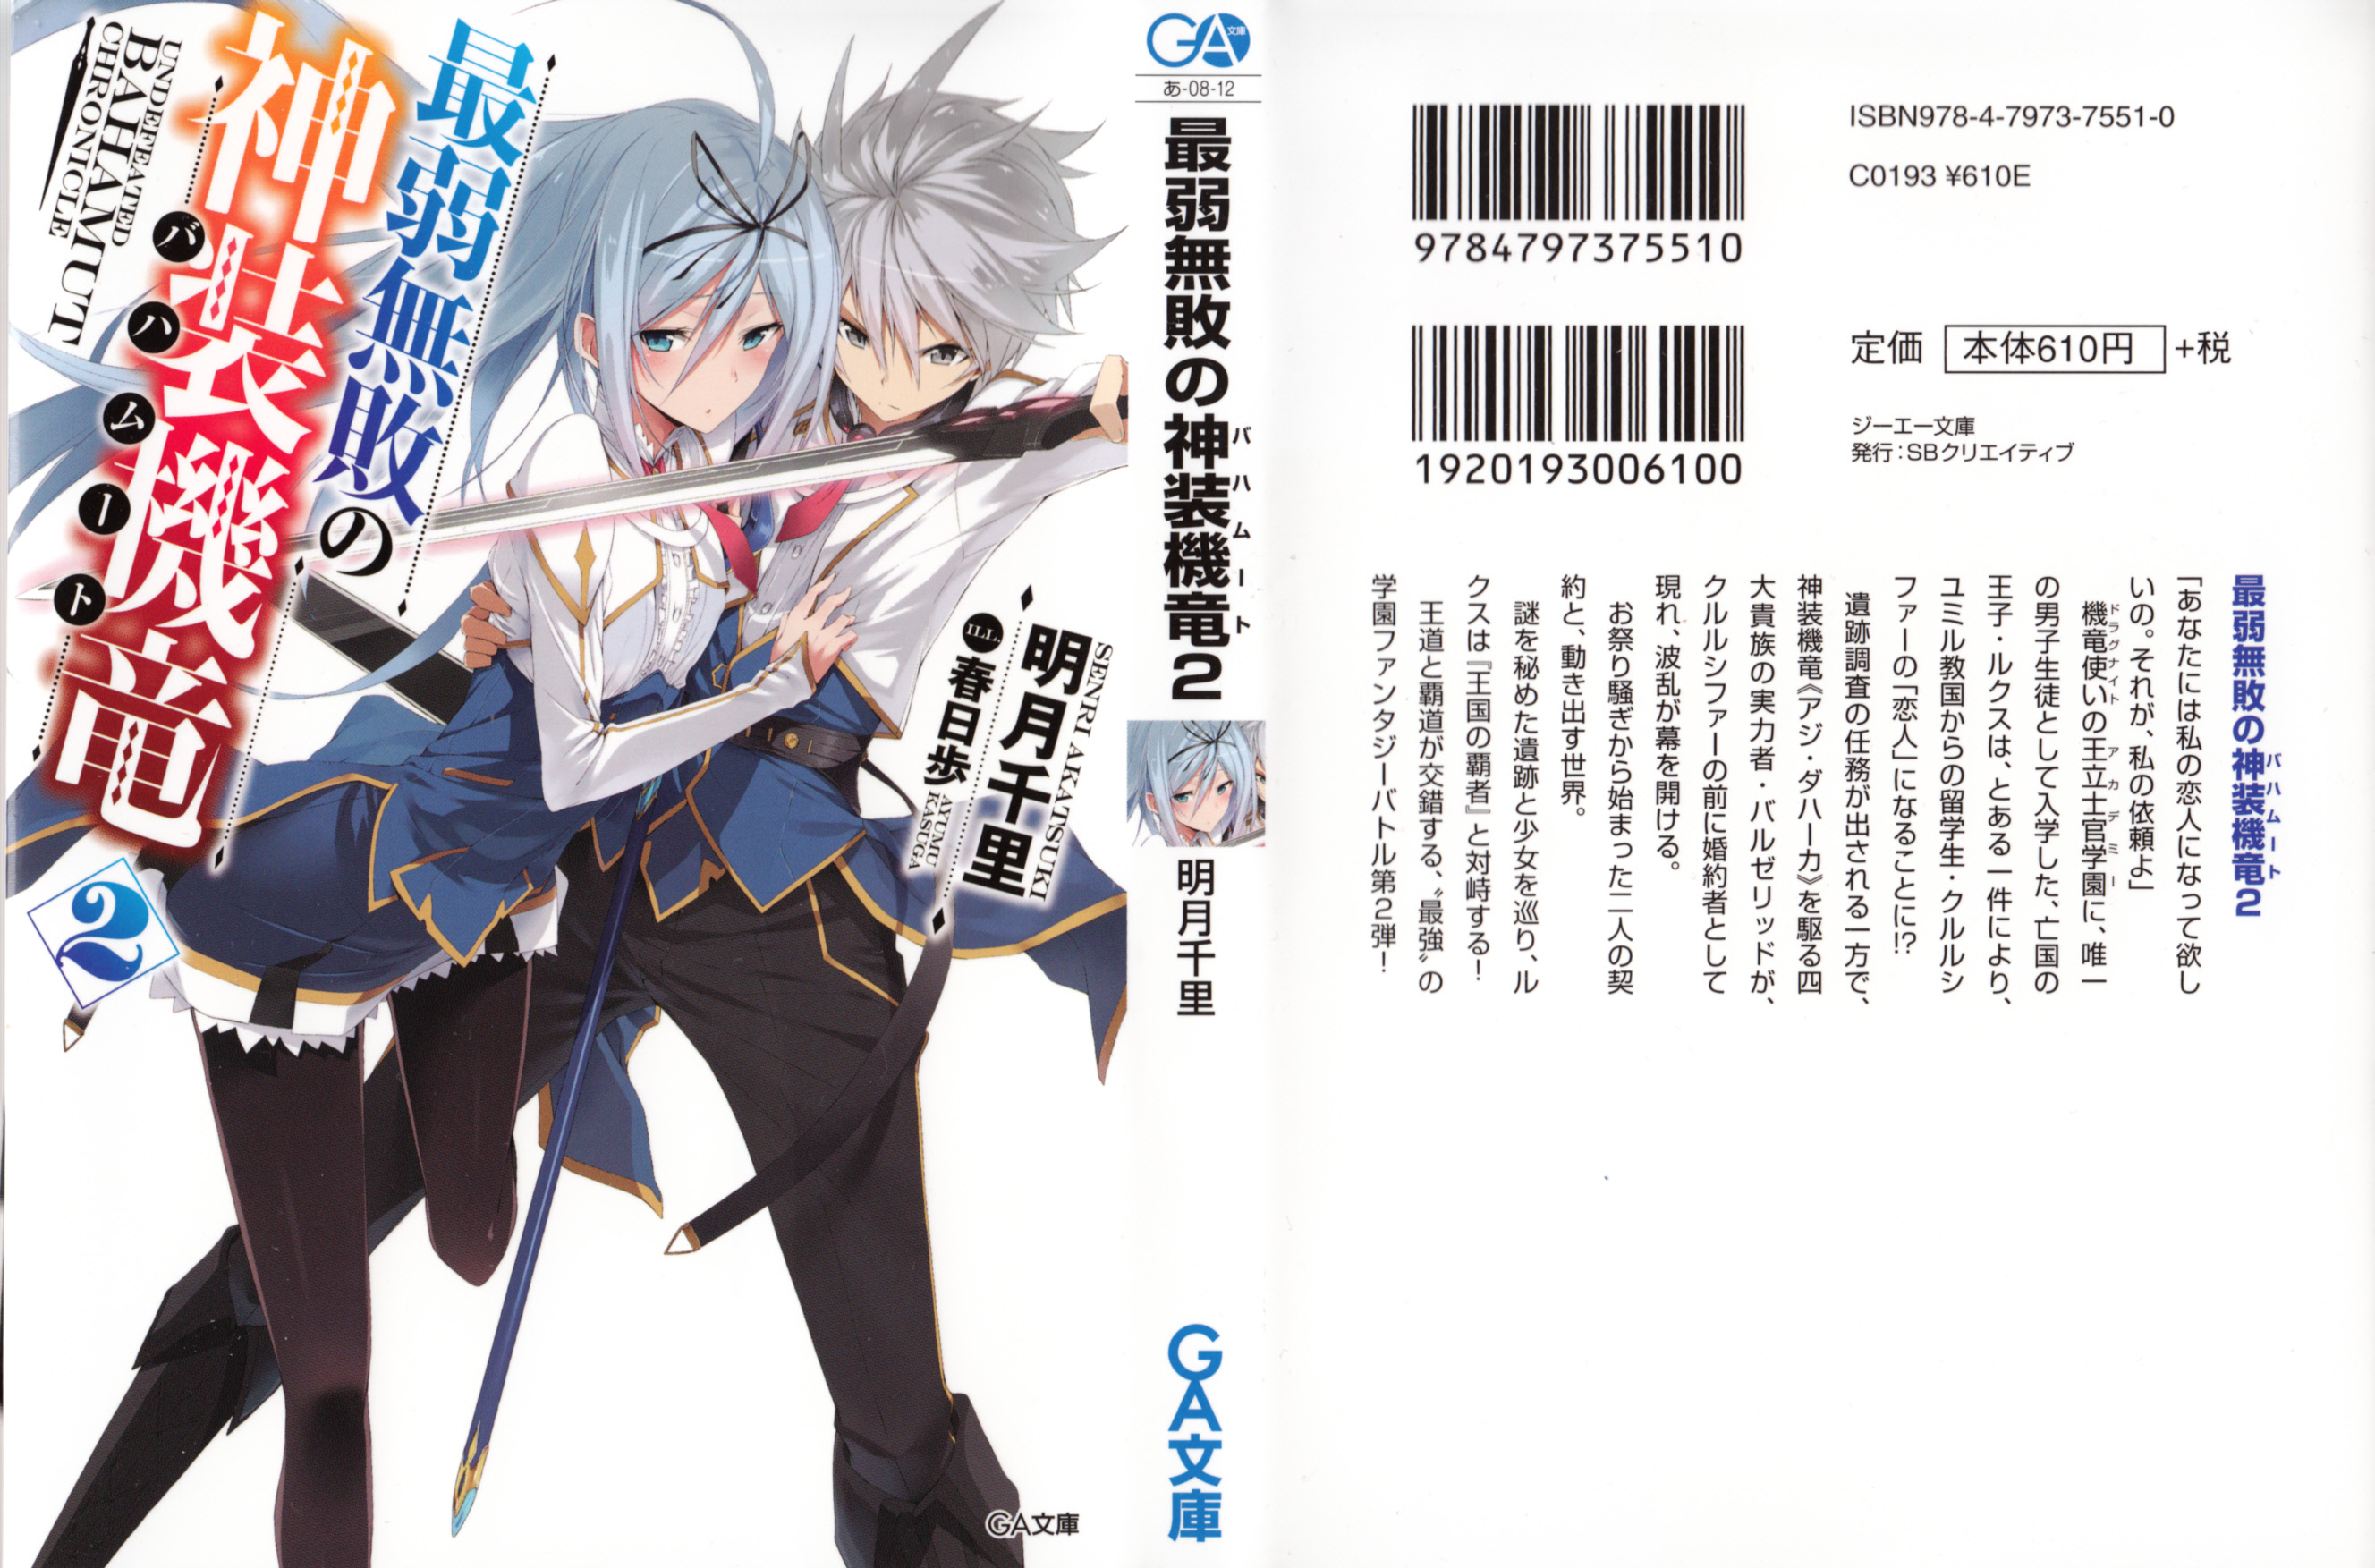 最弱無敗の
神装機竜
バハムート
UNDEFEATED
BAHAMUT
CHRONICLE
2
明月千里
SENRI AKATSUKI
ILL. 春日歩
AYUMU
KASUGA
GA文庫
GA文庫
あ-08-12
最弱無敗の神装機竜2
バハムート
明月千里
GA文庫
9784797375510
1920193006100
ISBN978-4-7973-7551-0
C0193 ¥610E
定価 本体610円 +税
ジーエー文庫
発行:SBクリエイティブ
最弱無敗の神装機竜2
バハムート
「あなたには私の恋人になって欲し
いの。それが、私の依頼よ」
機竜使いの王立士官学園に、唯一
ドラグナイト アカデミー
の男子生徒として入学した、亡国の
王子・ルクスは、とある一件により、
ユミル教国からの留学生・クルルシ
ファーの「恋人」になることに!?
遺跡調査の任務が出される一方で、
神装機竜《アジ・ダハーカ》を駆る四
大貴族の実力者・バルゼリッドが、
クルルシファーの前に婚約者として
現れ、波乱が幕を開ける。
お祭り騒ぎから始まった二人の契
約と、動き出す世界。
謎を秘めた遺跡と少女を巡り、ル
クスは『王国の覇者』と対峙する!
王道と覇道が交錯する、〝最強〟の
学園ファンタジーバトル第2弾!